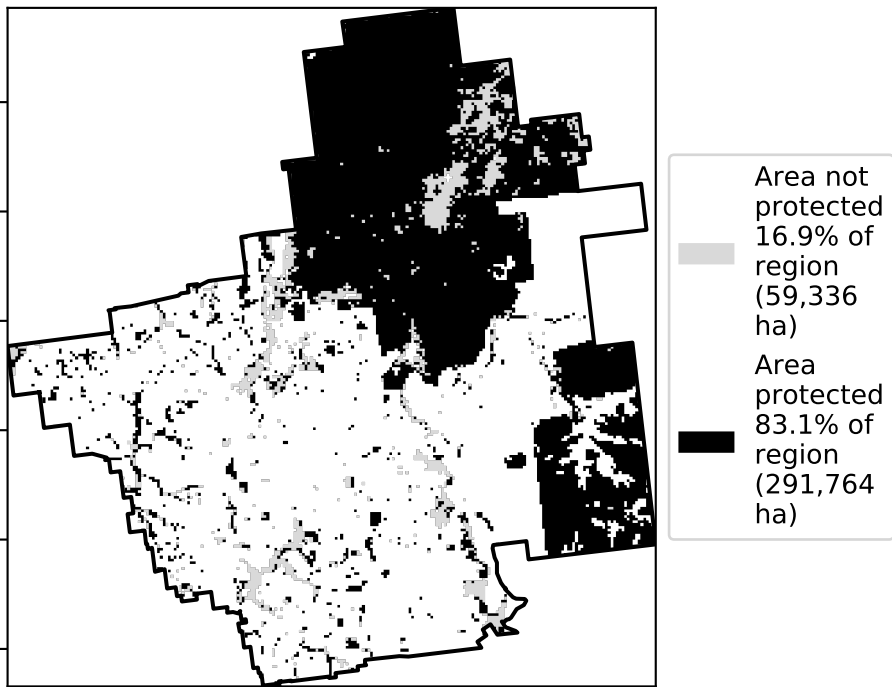 Area not
protected
16.9% of
region
(59,336
ha)
Area
protected
83.1% of
region
(291,764
ha)